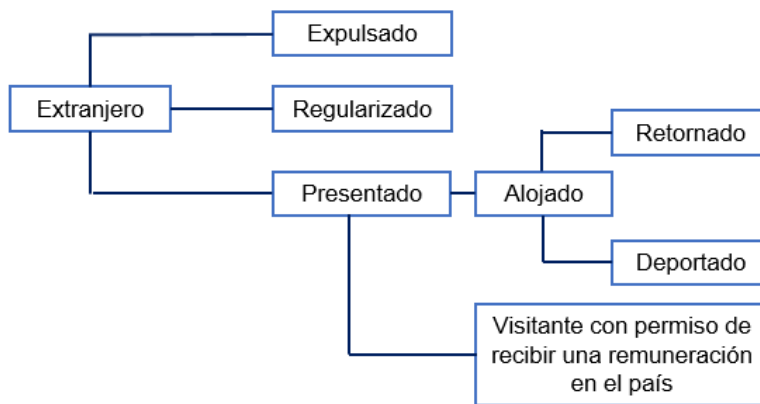 Expulsado
Extranjero
Regularizado
Retornado
Presentado
Alojado
Deportado
Visitante con permiso de
recibir una remuneración
en el país